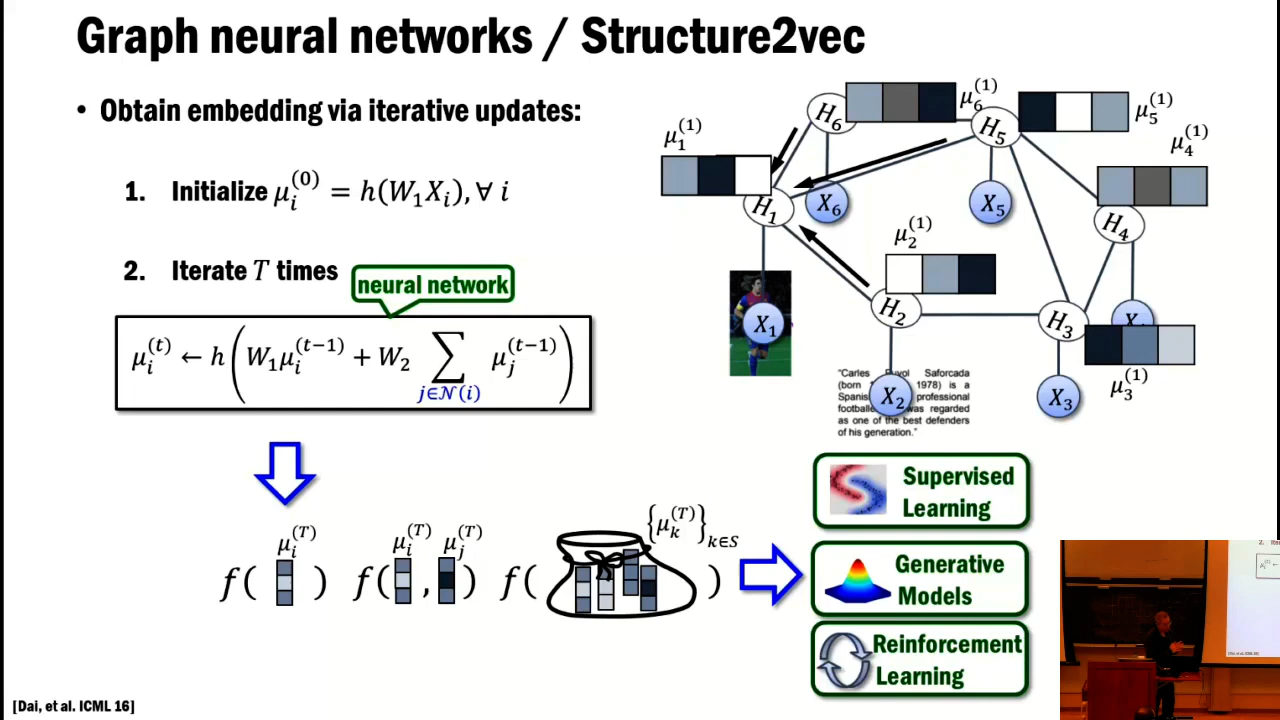 Graph neural networks / Structure2vec
• Obtain embedding via iterative updates:
1. Initialize μ_i^{(0)} = h(W_1 X_i), ∀ i
2. Iterate T times
neural network
μ_i^{(t)} ← h(W_1 μ_i^{(t−1)} + W_2 ∑_{j∈𝒩(i)} μ_j^{(t−1)})
μ_i^{(T)}
f( )
μ_i^{(T)} μ_j^{(T)}
f( , )
{μ_k^{(T)}}_{k∈S}
f( )
μ_1^{(1)}
H_6
μ_6^{(1)}
H_5
μ_5^{(1)}
μ_4^{(1)}
H_1
X_6
X_5
H_4
μ_2^{(1)}
X_1
H_2
H_3
μ_3^{(1)}
X_2
X_3
"Carles Saforcada
(born 1978) is a
professional
was regarded
as one of the best defenders
of his generation."
Supervised
Learning
Generative
Models
Reinforcement
Learning
[Dai, et al. ICML 16]